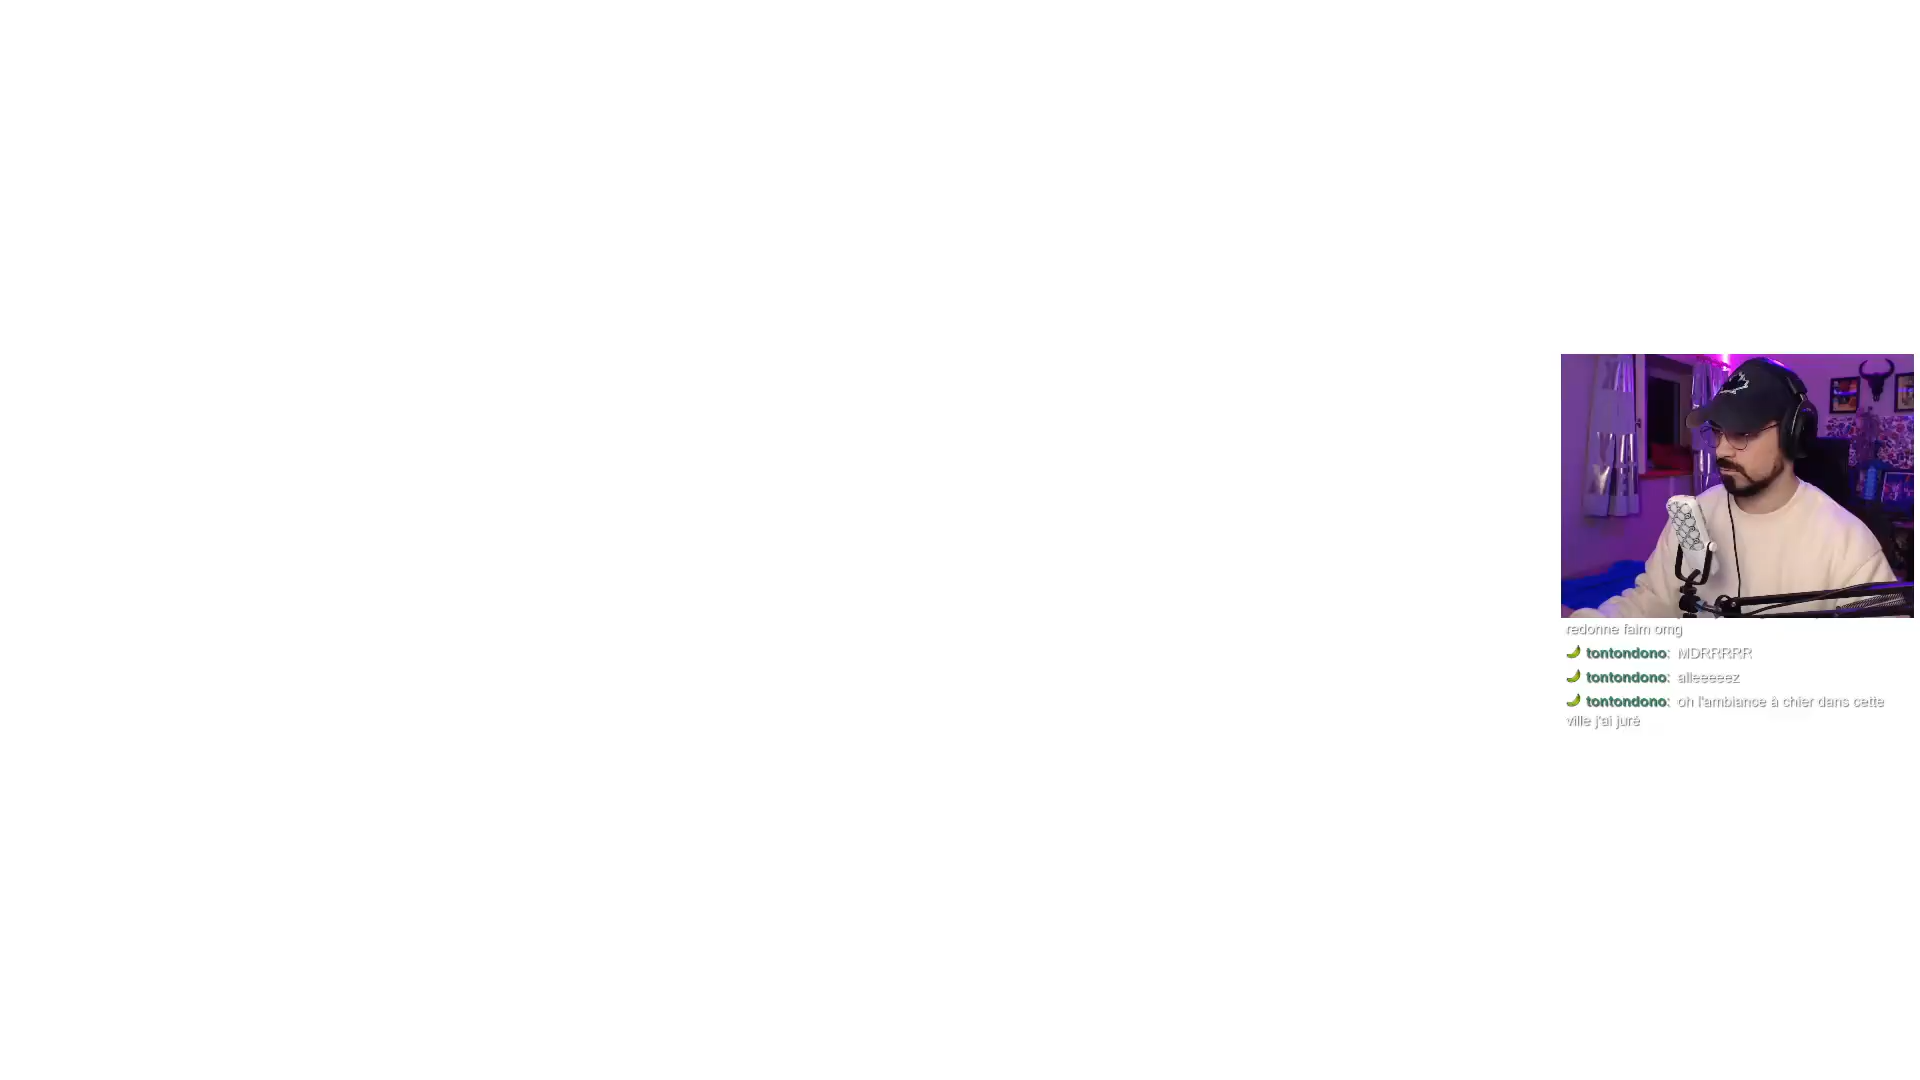 redonne faim omg
tontondono: MDRRRRR
tontondono: alleeeeez
tontondono: oh l'ambiance à chier dans cette
ville j'ai juré